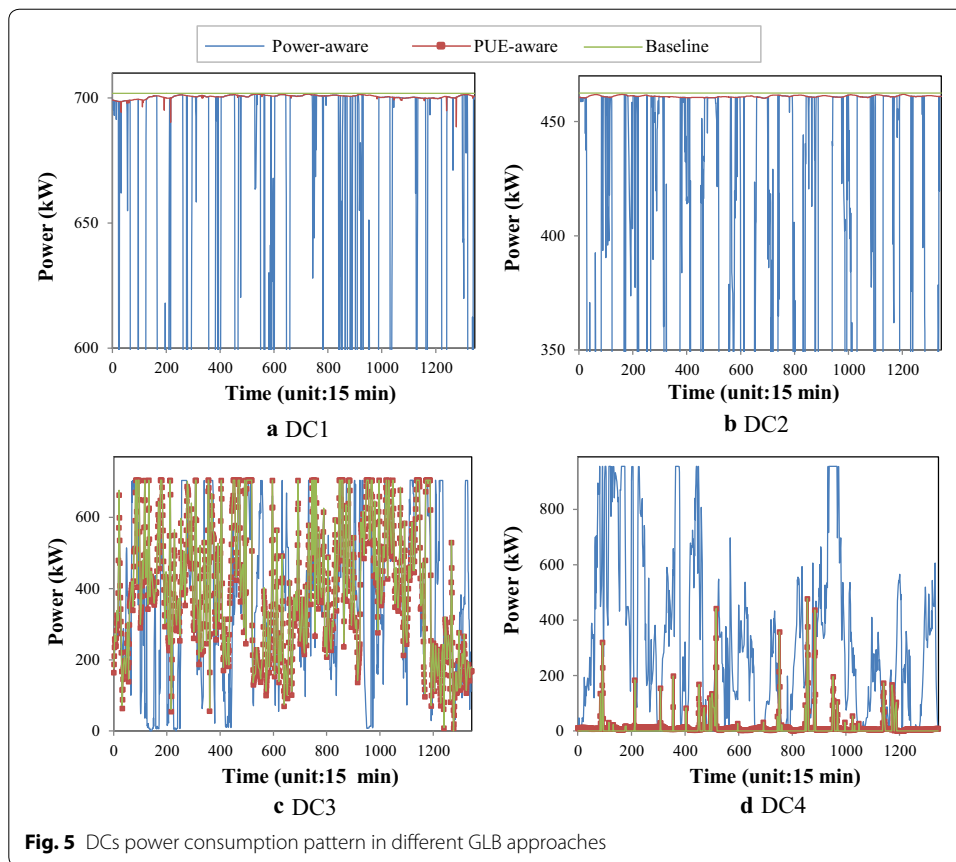 Power-aware PUE-aware Baseline
Power (kW)
700
650
600
0 200 400 600 800 1000 1200
Time (unit:15 min)
a DC1
Power (kW)
450
400
350
0 200 400 600 800 1000 1200
Time (unit:15 min)
b DC2
Power (kW)
600
400
200
0
0 200 400 600 800 1000 1200
Time (unit:15 min)
c DC3
Power (kW)
800
600
400
200
0
0 200 400 600 800 1000 1200
Time (unit:15 min)
d DC4
Fig. 5 DCs power consumption pattern in different GLB approaches